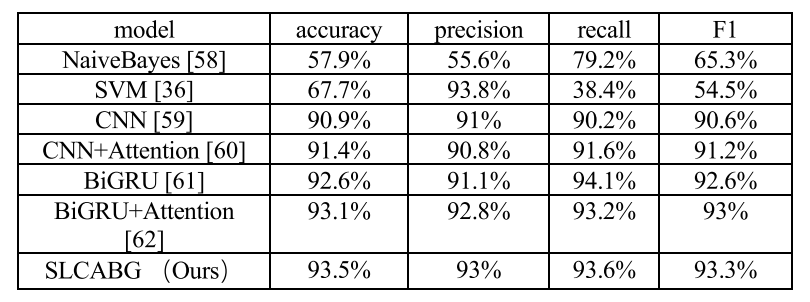 model accuracy precision recall F1
NaiveBayes [58] 57.9% 55.6% 79.2% 65.3%
SVM [36] 67.7% 93.8% 38.4% 54.5%
CNN [59] 90.9% 91% 90.2% 90.6%
CNN+Attention [60] 91.4% 90.8% 91.6% 91.2%
BiGRU [61] 92.6% 91.1% 94.1% 92.6%
BiGRU+Attention 93.1% 92.8% 93.2% 93%
[62]
SLCABG （Ours） 93.5% 93% 93.6% 93.3%